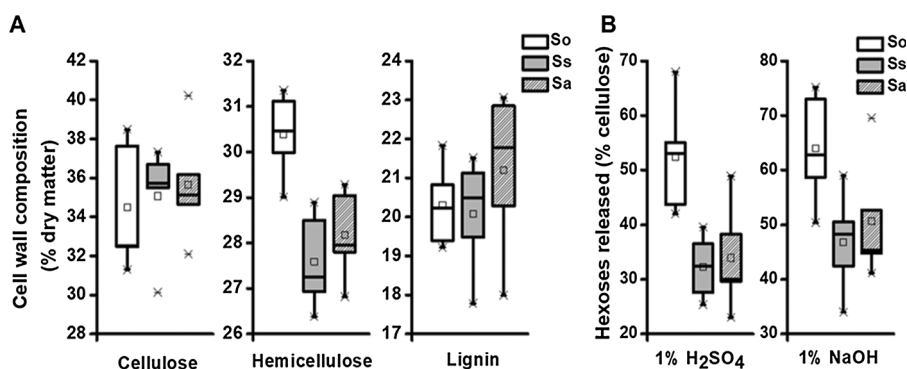 A
Cell wall composition
(% dry matter)
42
40
38
36
34
32
30
28
Cellulose
32
31
30
29
28
27
26
Hemicellulose
24
23
22
21
20
19
18
17
Lignin
So
Ss
Sa
B
Hexoses released (% cellulose)
70
60
50
40
30
20
1% H₂SO₄
80
70
60
50
40
30
1% NaOH
So
Ss
Sa